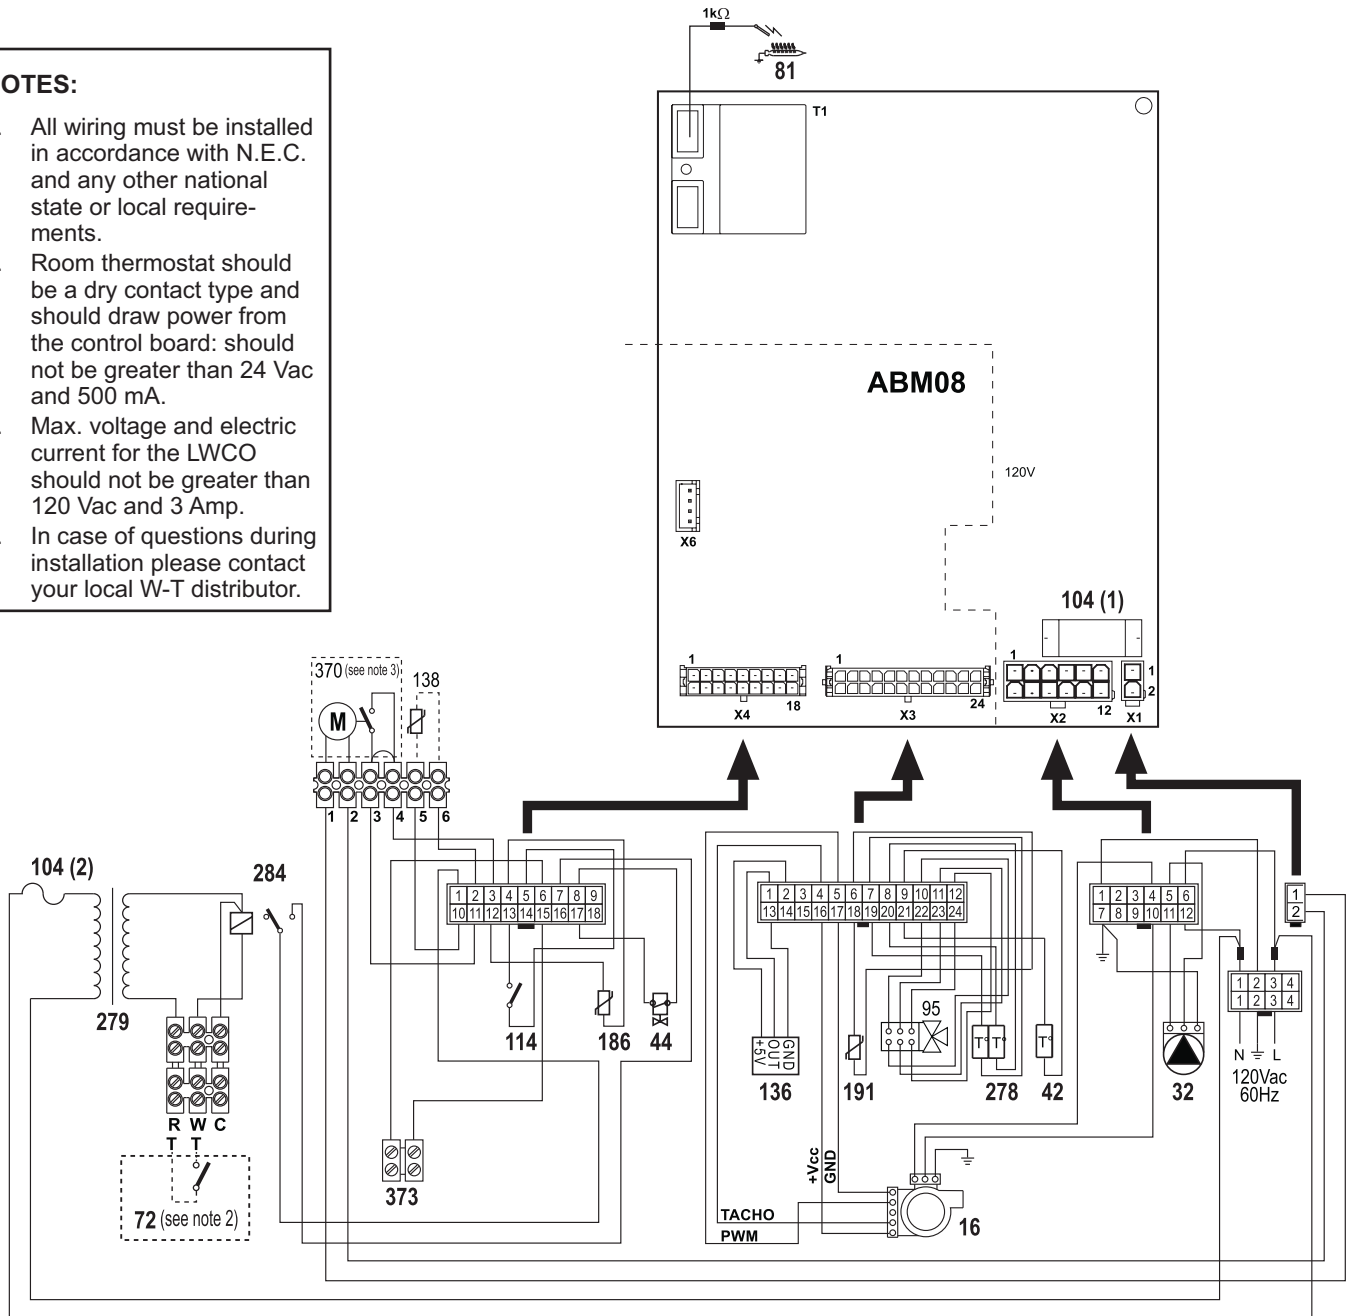 1kΩ
81
OTES:
. All wiring must be installed
in accordance with N.E.C.
and any other national
state or local require-
ments.
. Room thermostat should
be a dry contact type and
should draw power from
the control board: should
not be greater than 24 Vac
and 500 mA.
. Max. voltage and electric
current for the LWCO
should not be greater than
120 Vac and 3 Amp.
. In case of questions during
installation please contact
your local W-T distributor.
T1
ABM08
120V
X6
104 (1)
1 18 X4
1 24 X3
1 12 X2
1 2 X1
370 (see note 3)
138
M
1 2 3 4 5 6
104 (2)
284
279
1 2 3 4 5 6 7 8 9
10 11 12 13 14 15 16 17 18
1 2 3 4 5 6 7 8 9 10 11 12
13 14 15 16 17 18 19 20 21 22 23 24
1 2 3 4 5 6
7 8 9 10 11 12
1
2
1 2 3 4
1 2 3 4
N L
120Vac
60Hz
114
186
44
+5V
OUT
GND
136
191
95
T° T°
278
T°
42
32
R W C
T T
72 (see note 2)
373
+Vcc
GND
TACHO
PWM
16